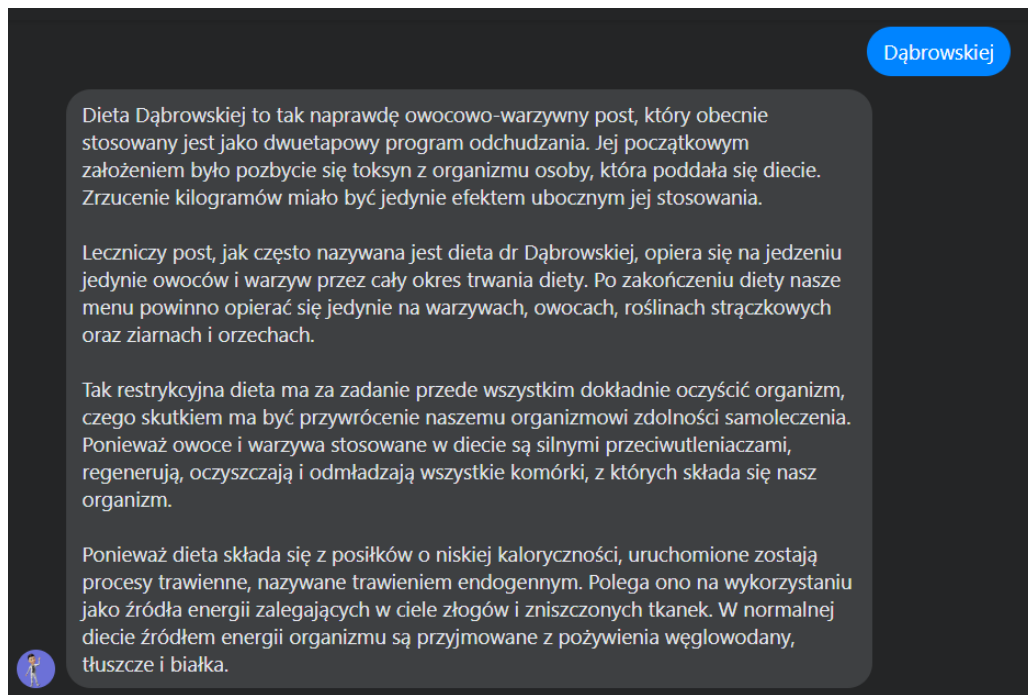 Dąbrowskiej
Dieta Dąbrowskiej to tak naprawdę owocowo-warzywny post, który obecnie
stosowany jest jako dwuetapowy program odchudzania. Jej początkowym
założeniem było pozbycie się toksyn z organizmu osoby, która poddała się diecie.
Zrzucenie kilogramów miało być jedynie efektem ubocznym jej stosowania.
Leczniczy post, jak często nazywana jest dieta dr Dąbrowskiej, opiera się na jedzeniu
jedynie owoców i warzyw przez cały okres trwania diety. Po zakończeniu diety nasze
menu powinno opierać się jedynie na warzywach, owocach, roślinach strączkowych
oraz ziarnach i orzechach.
Tak restrykcyjna dieta ma za zadanie przede wszystkim dokładnie oczyścić organizm,
czego skutkiem ma być przywrócenie naszemu organizmowi zdolności samoleczenia.
Ponieważ owoce i warzywa stosowane w diecie są silnymi przeciwutleniaczami,
regenerują, oczyszczają i odmładzają wszystkie komórki, z których składa się nasz
organizm.
Ponieważ dieta składa się z posiłków o niskiej kaloryczności, uruchomione zostają
procesy trawienne, nazywane trawieniem endogennym. Polega ono na wykorzystaniu
jako źródła energii zalegających w ciele złogów i zniszczonych tkanek. W normalnej
diecie źródłem energii organizmu są przyjmowane z pożywienia węglowodany,
tłuszcze i białka.